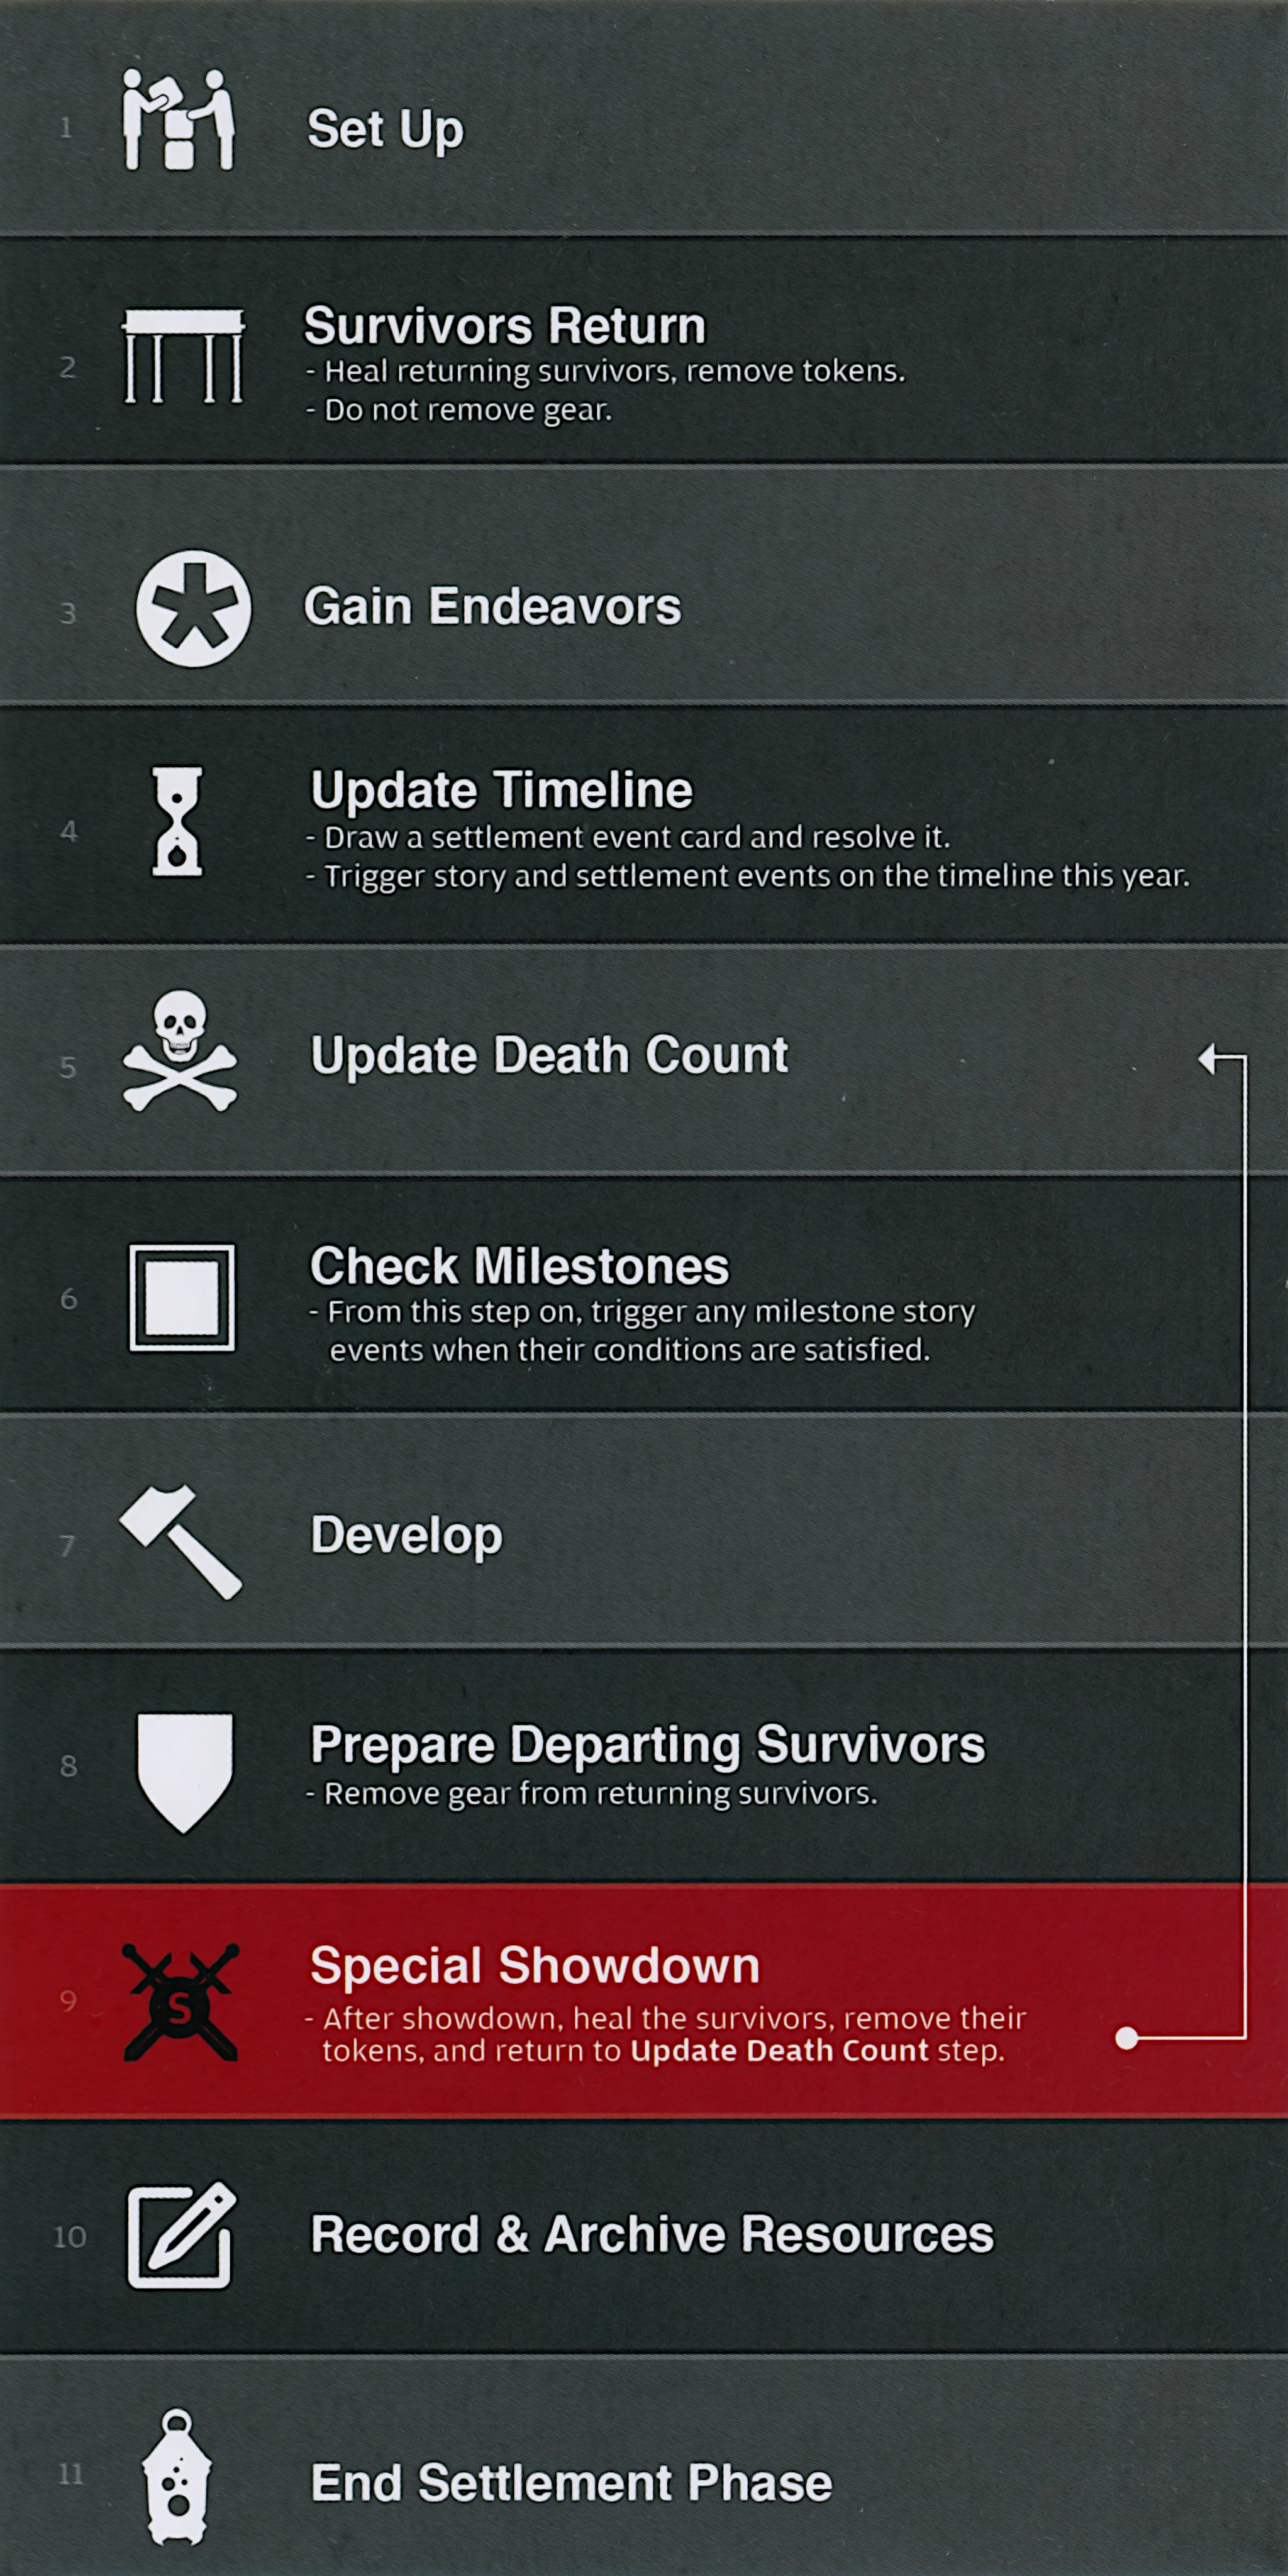 1
Set Up
2
Survivors Return
- Heal returning survivors, remove tokens.
- Do not remove gear.
3
Gain Endeavors
4
Update Timeline
- Draw a settlement event card and resolve it.
- Trigger story and settlement events on the timeline this year.
5
Update Death Count
6
Check Milestones
- From this step on, trigger any milestone story
events when their conditions are satisfied.
7
Develop
8
Prepare Departing Survivors
- Remove gear from returning survivors.
9
S
Special Showdown
- After showdown, heal the survivors, remove their
tokens, and return to Update Death Count step.
10
Record & Archive Resources
11
End Settlement Phase